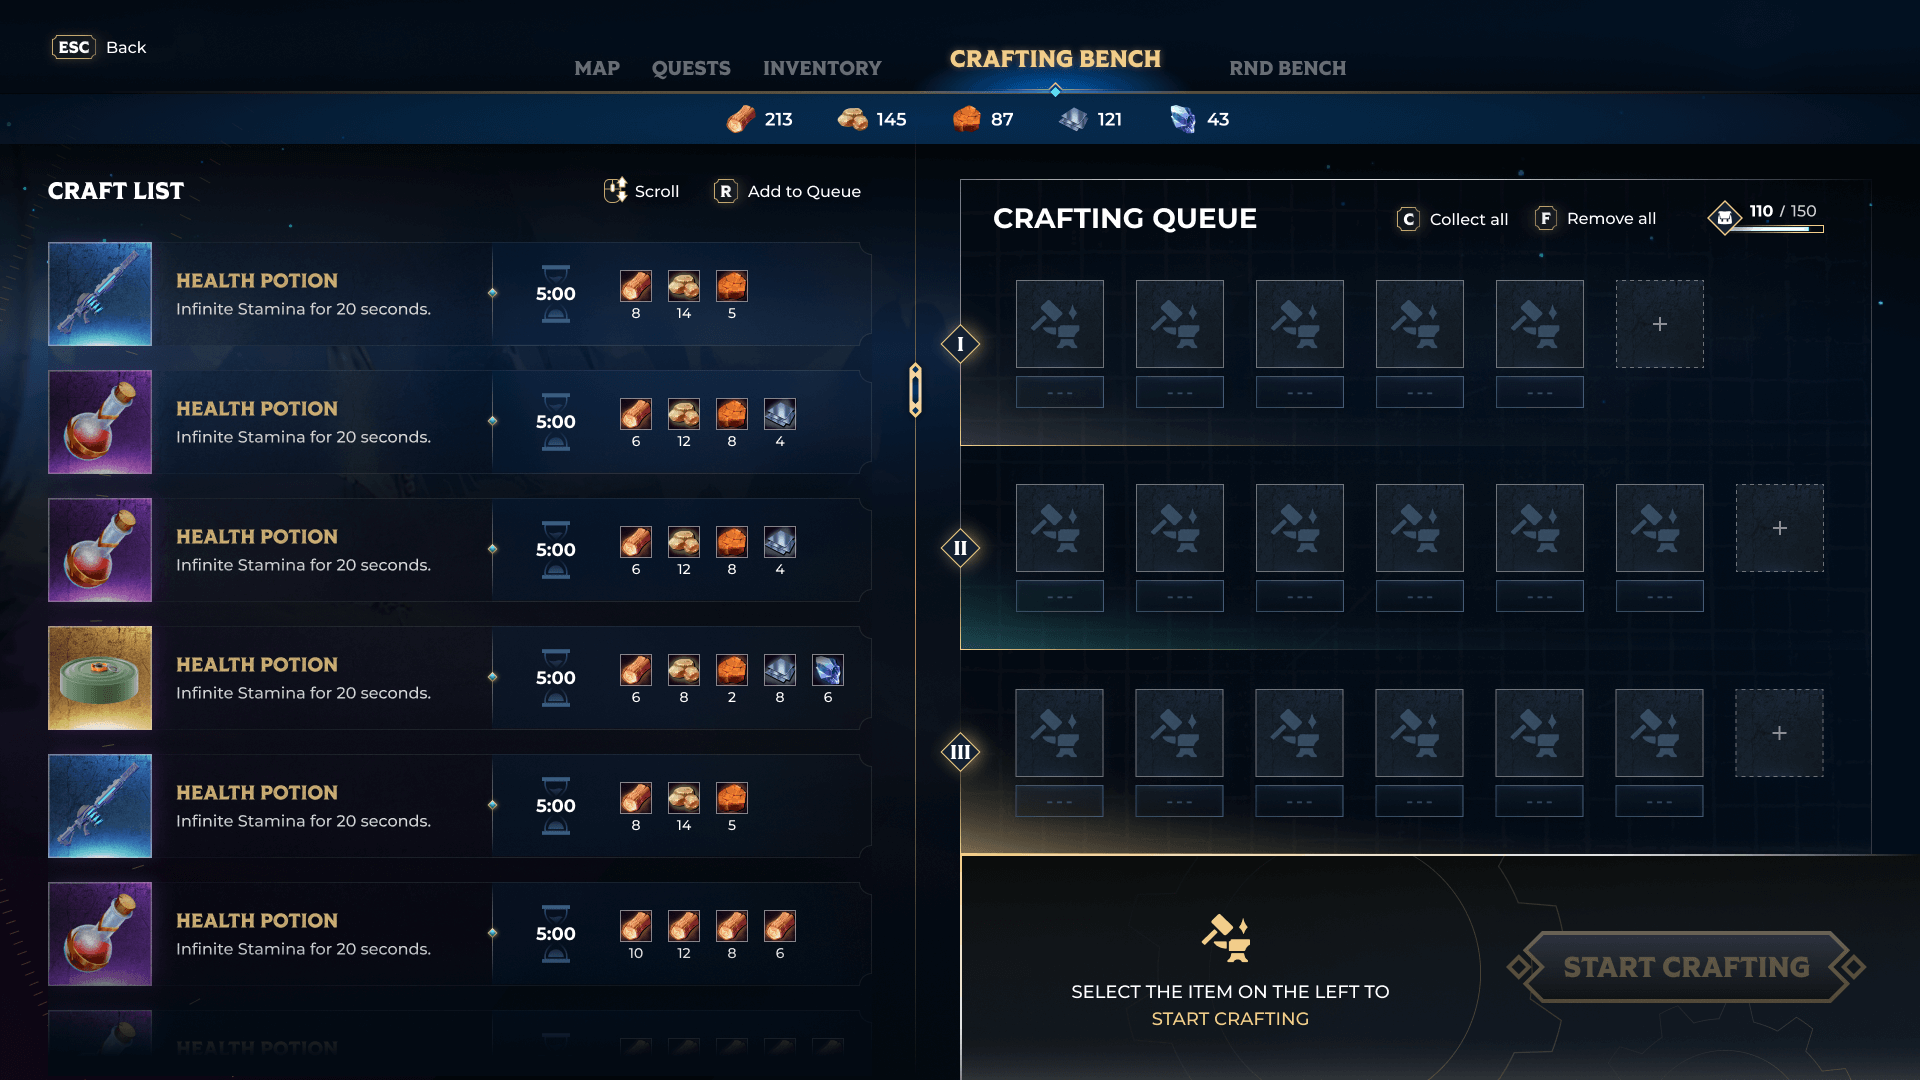 ESC Back
MAP QUESTS INVENTORY CRAFTING BENCH RND BENCH
213 145 87 121 43
CRAFT LIST
Scroll R Add to Queue
HEALTH POTION
Infinite Stamina for 20 seconds.
5:00
8 14 5
HEALTH POTION
Infinite Stamina for 20 seconds.
5:00
6 12 8 4
HEALTH POTION
Infinite Stamina for 20 seconds.
5:00
6 12 8 4
HEALTH POTION
Infinite Stamina for 20 seconds.
5:00
6 8 2 8 6
HEALTH POTION
Infinite Stamina for 20 seconds.
5:00
8 14 5
HEALTH POTION
Infinite Stamina for 20 seconds.
5:00
10 12 8 6
HEALTH POTION
CRAFTING QUEUE
C Collect all F Remove all 110 / 150
I
+
--- --- --- --- ---
II
+
--- --- --- --- --- ---
III
+
--- --- --- --- --- ---
SELECT THE ITEM ON THE LEFT TO
START CRAFTING
START CRAFTING